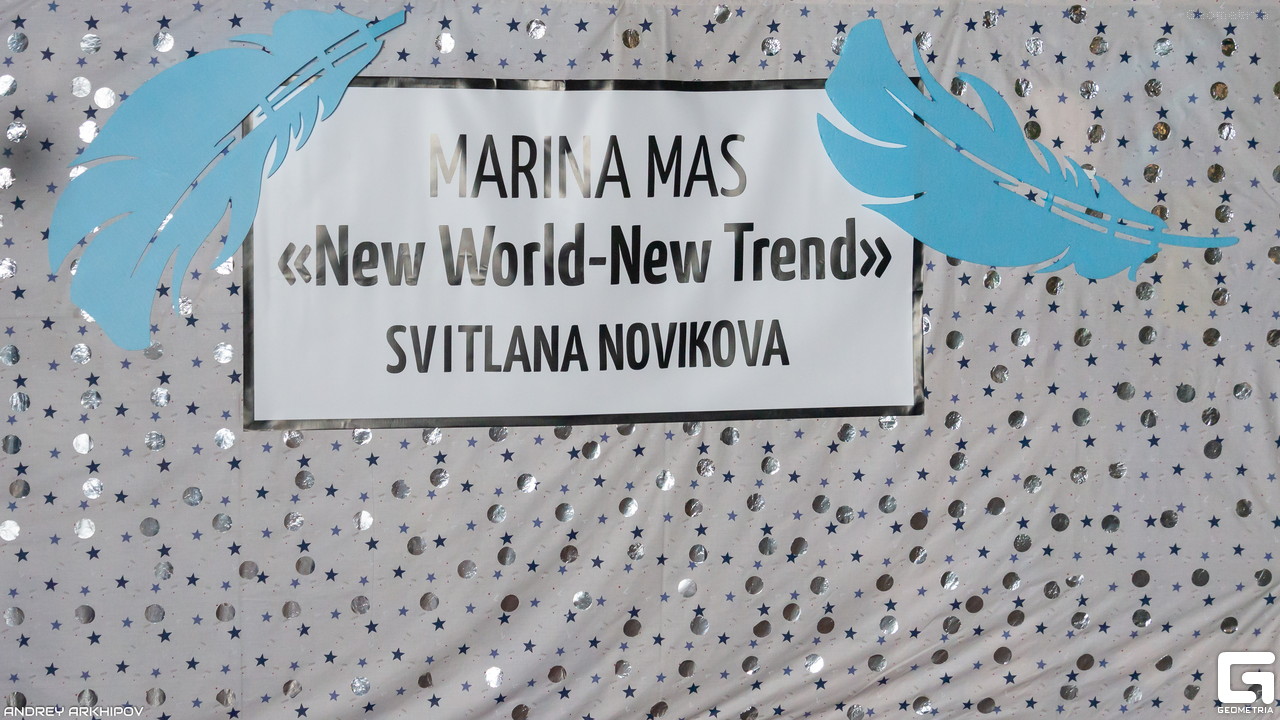 MARINA MAS
«New World-New Trend»
SVITLANA NOVIKOVA
ANDREY ARKHIPOV
GEOMETRIA